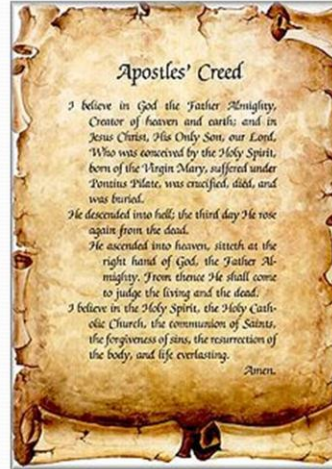 Apostles' Creed
I believe in God the Father Almighty,
Creator of heaven and earth; and in
Jesus Christ, His Only Son, our Lord,
Who was conceived by the Holy Spirit,
born of the Virgin Mary, suffered under
Pontius Pilate, was crucified, died, and
was buried.
He descended into hell; the third day He rose
again from the dead.
He ascended into heaven, sitteth at the
right hand of God, the Father Al-
mighty. From thence He shall come
to judge the living and the dead.
I believe in the Holy Spirit, the Holy Cath-
olic Church, the communion of Saints,
the forgiveness of sins, the resurrection of
the body, and life everlasting.
Amen.